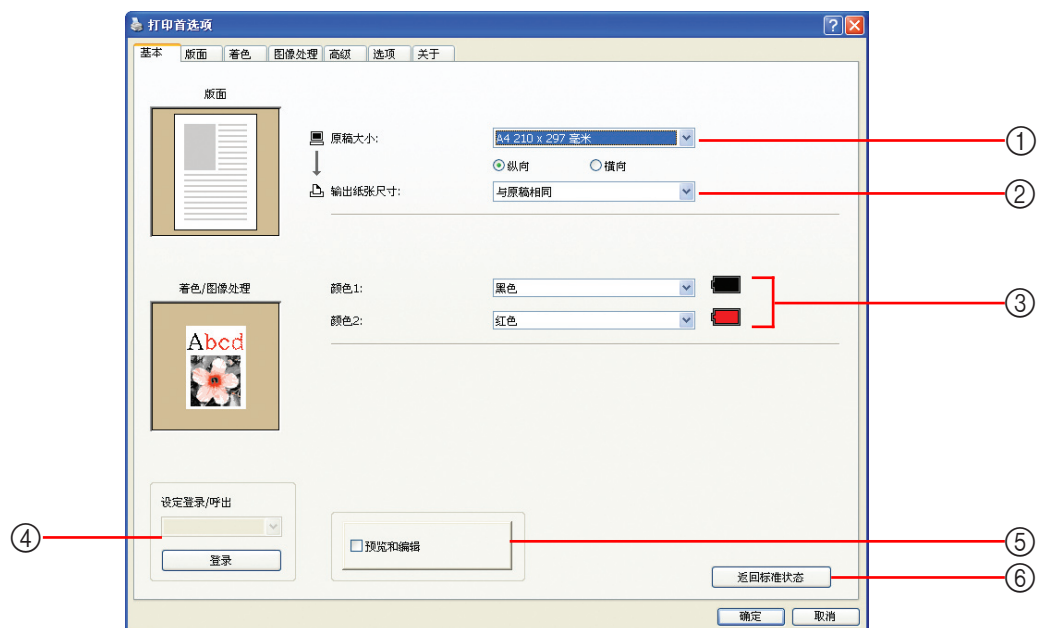 打印首选项
基本 版面 着色 图像处理 高级 选项 关于
版面
原稿大小: A4 210 x 297 毫米 ①
纵向 横向
输出纸张尺寸: 与原稿相同 ②
着色/图像处理
颜色1: 黑色
③
颜色2: 红色
Abcd
设定登录/呼出
④
登录
预览和编辑 ⑤
返回标准状态 ⑥
确定 取消